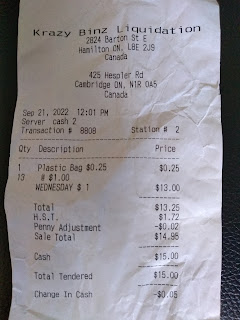 Krazy Binz Liquidation
2624 Barton St E
Hamilton ON, L8E 2J9
Canada
425 Hespler Rd
Cambridge ON, N1R 0A5
Canada
Sep 21, 2022 12:01 PM
Server cash 2
Transaction # 8808 Station # 2
Qty Description Price
1 Plastic Bag $0.25 $0.25
13 # $1.00
WEDNESDAY $ 1 $13.00
Total $13.25
H.S.T. $1.72
Penny Adjustment -$0.02
Sale Total $14.95
Cash $15.00
Total Tendered $15.00
Change In Cash -$0.05